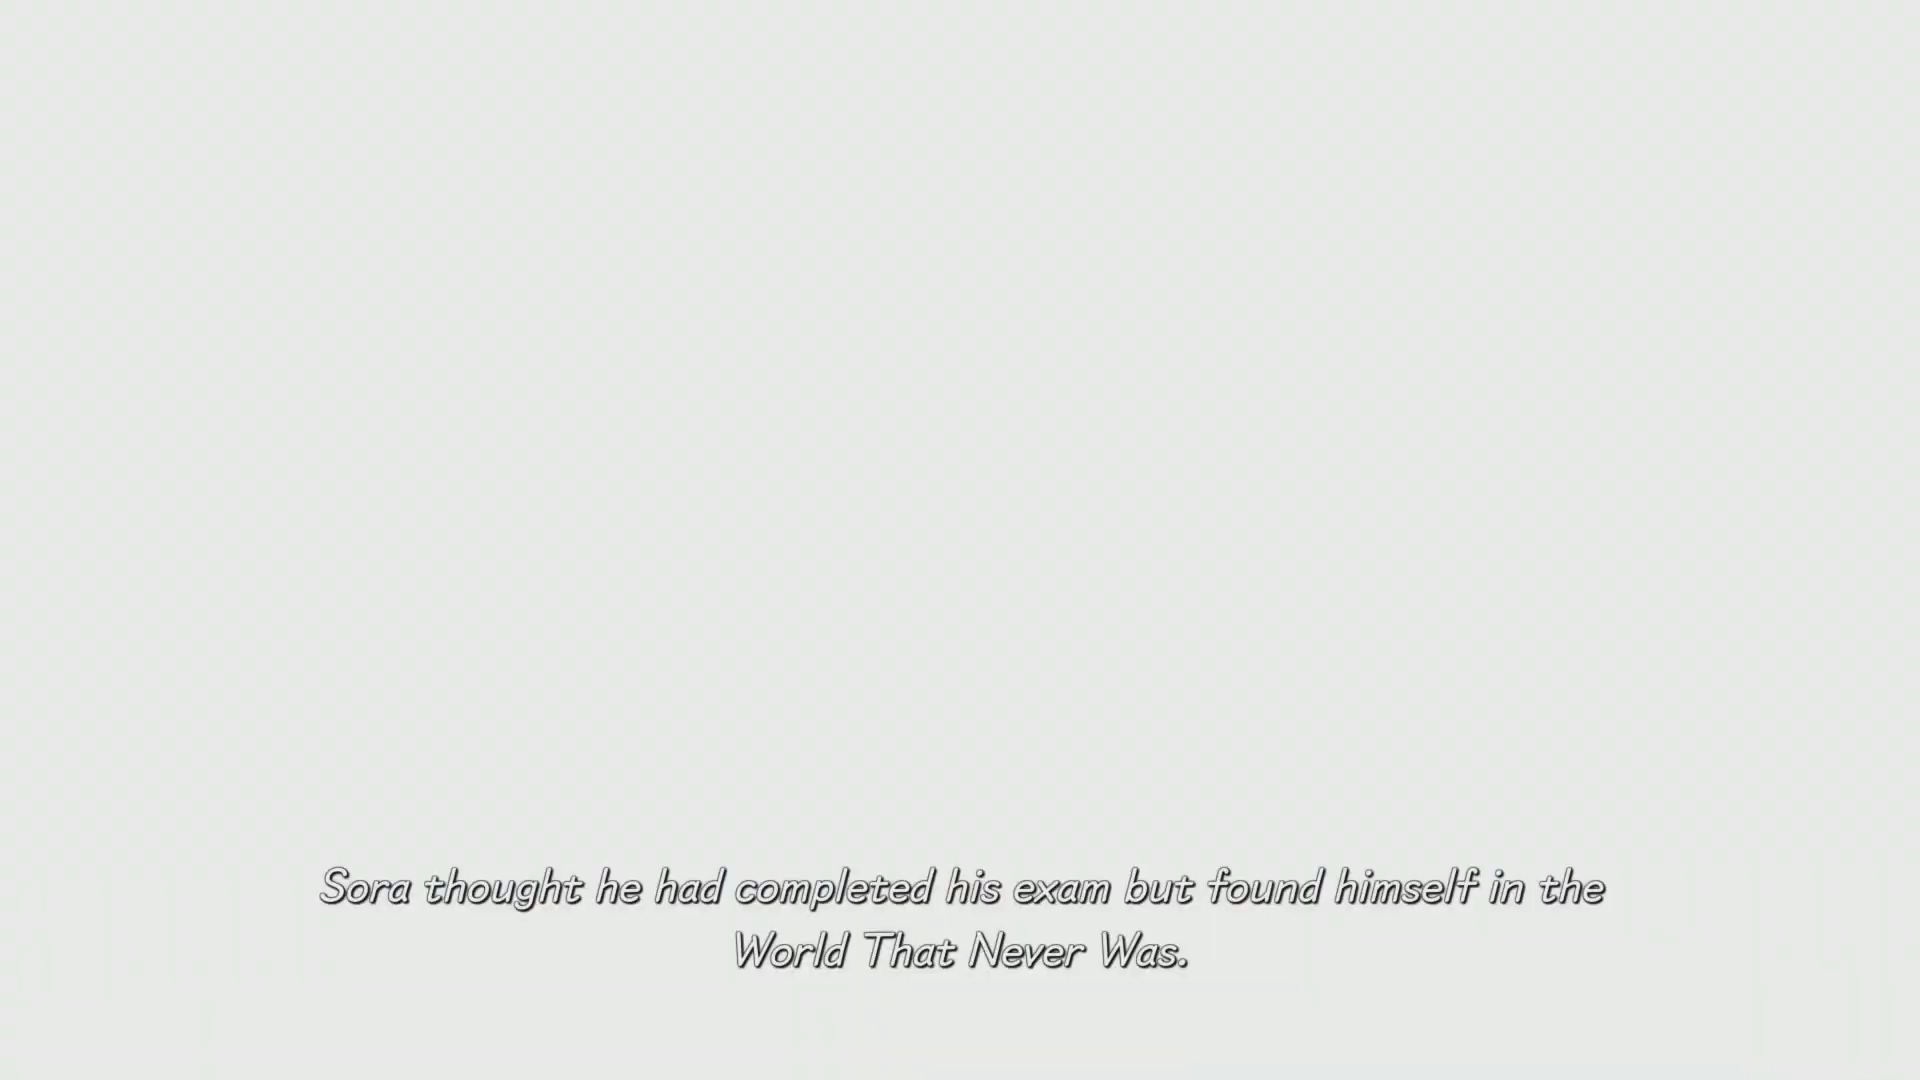 Sora thought he had completed his exam but found himself in the
World That Never Was.